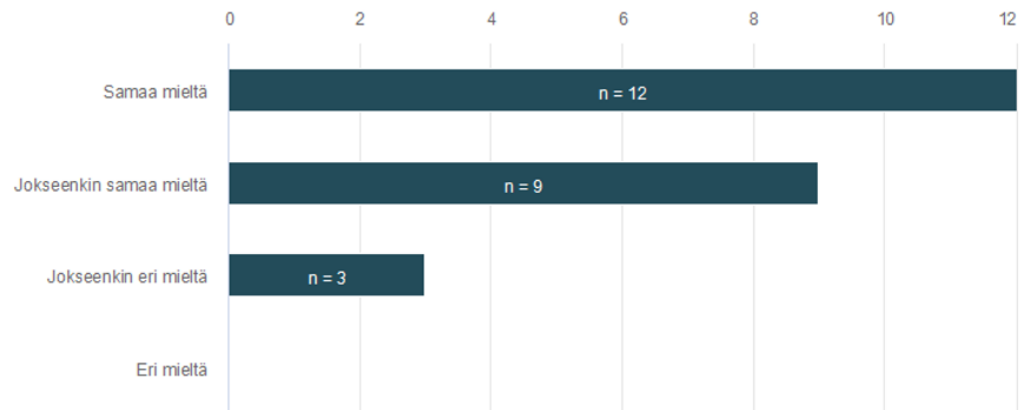 0 2 4 6 8 10 12
Samaa mieltä n = 12
Jokseenkin samaa mieltä n = 9
Jokseenkin eri mieltä n = 3
Eri mieltä